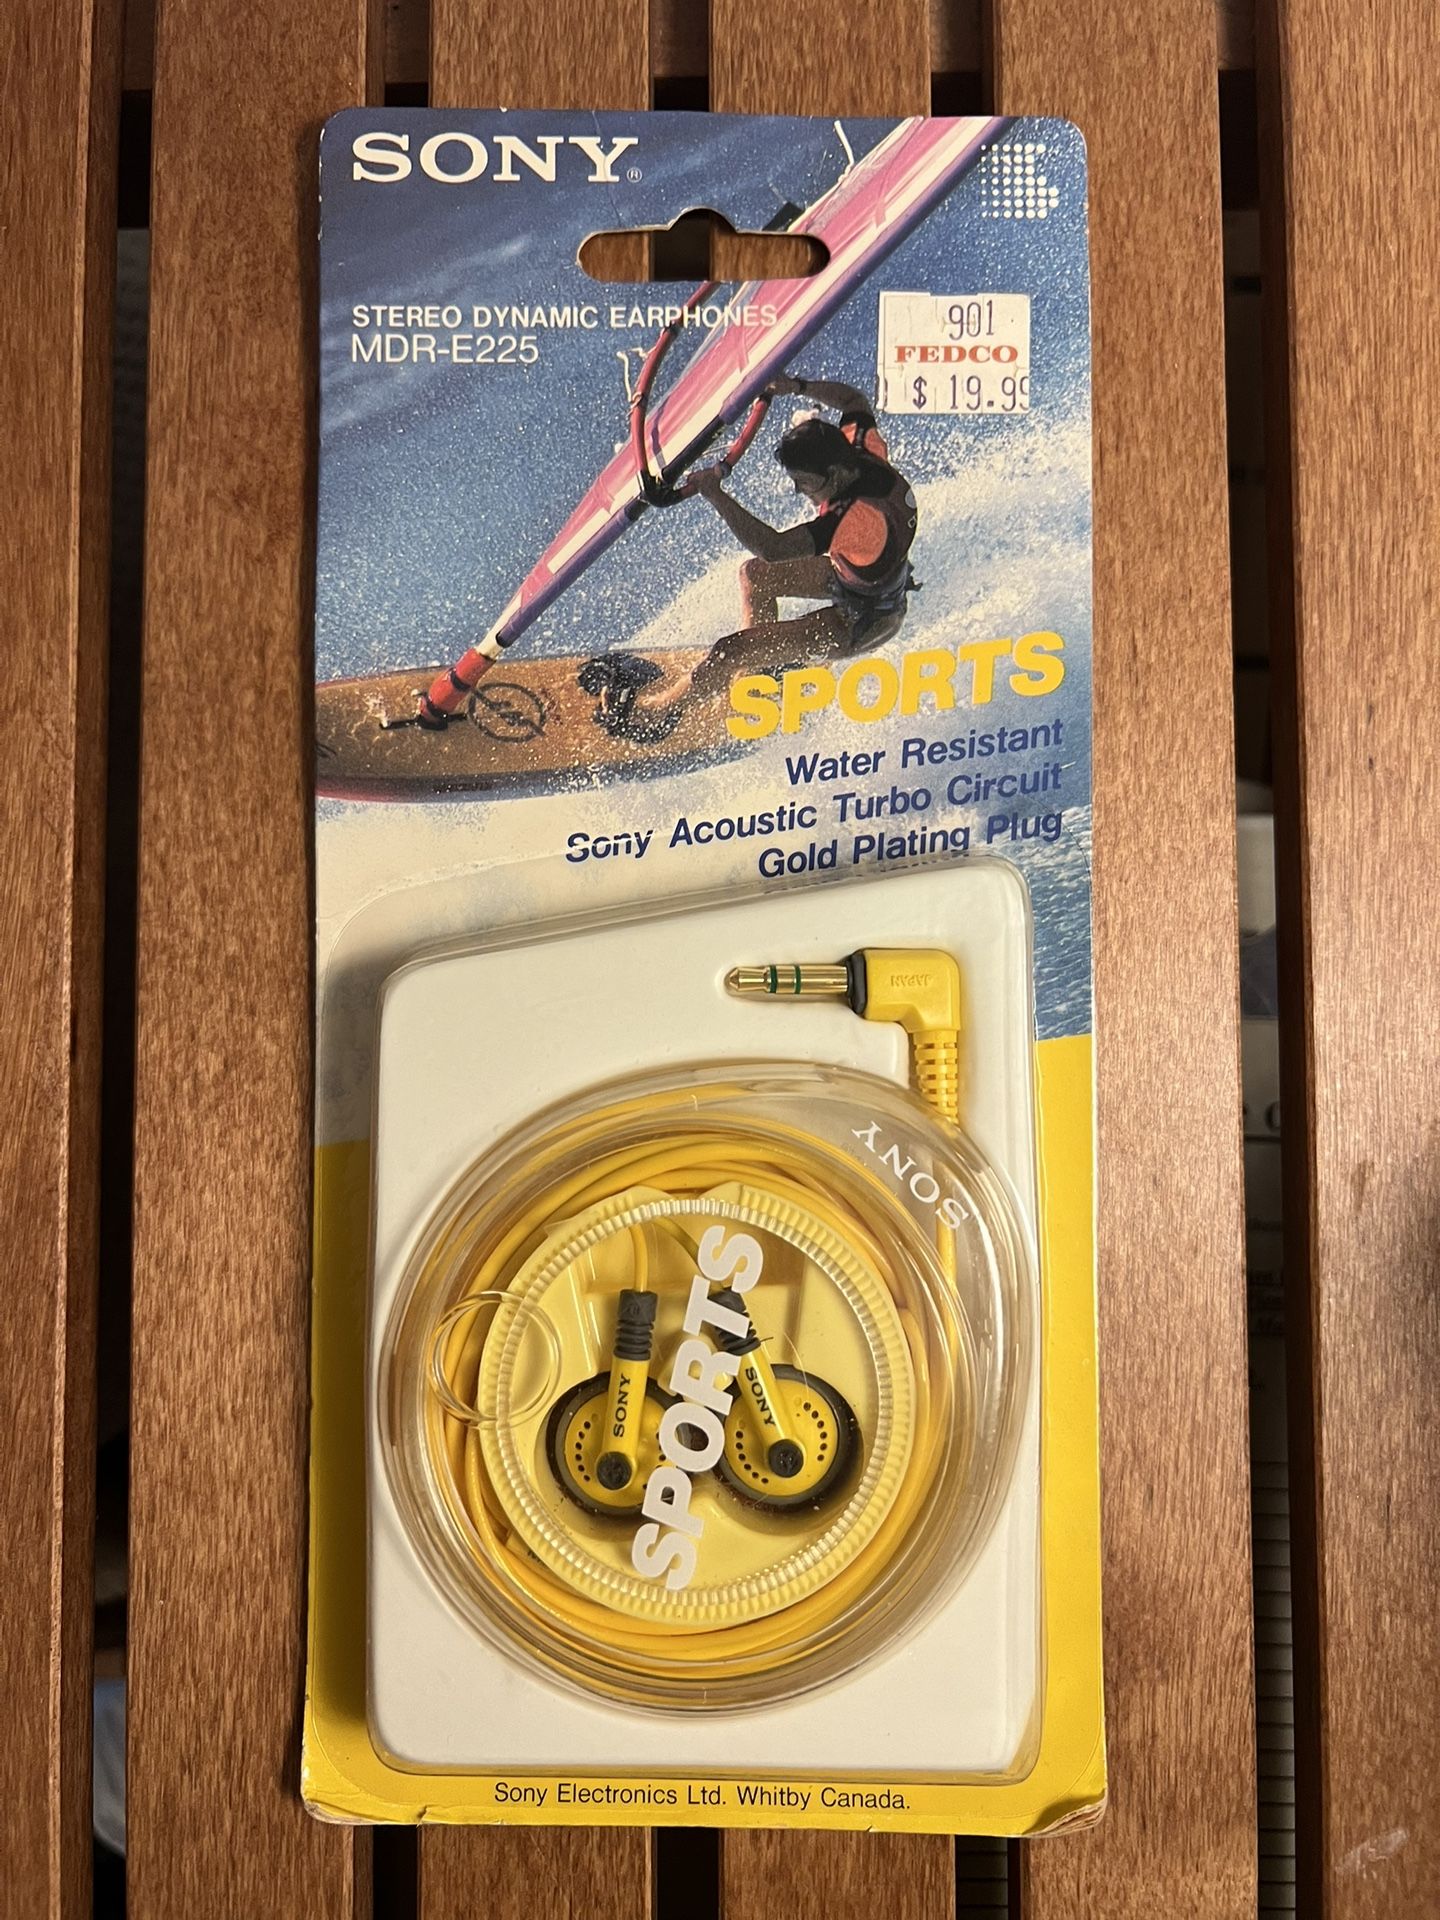 SONY®
STEREO DYNAMIC EARPHONES
MDR-E225
901
FEDCO
$ 19.99
SPORTS
Water Resistant
Sony Acoustic Turbo Circuit
Gold Plating Plug
JAPAN
SONY
SPORTS
SONY
SONY
Sony Electronics Ltd. Whitby Canada.